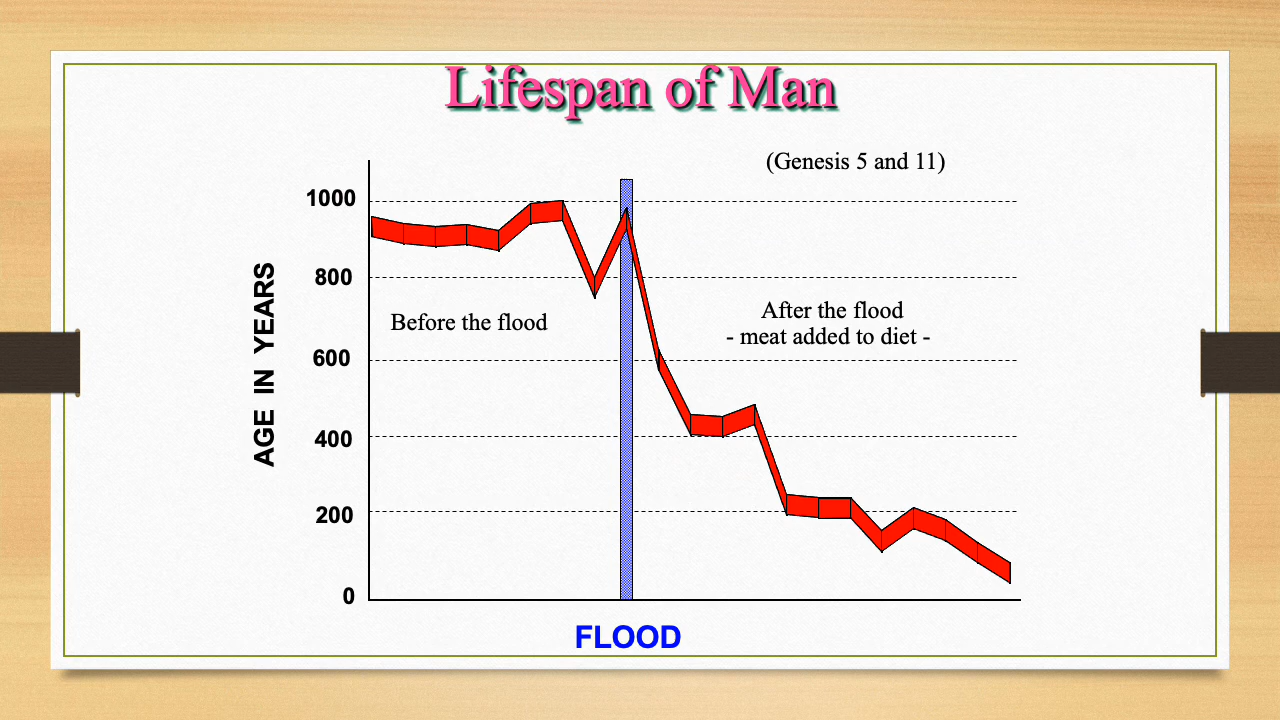 Lifespan of Man
(Genesis 5 and 11)
1000
800
600
400
200
0
AGE IN YEARS
Before the flood
After the flood
- meat added to diet -
FLOOD